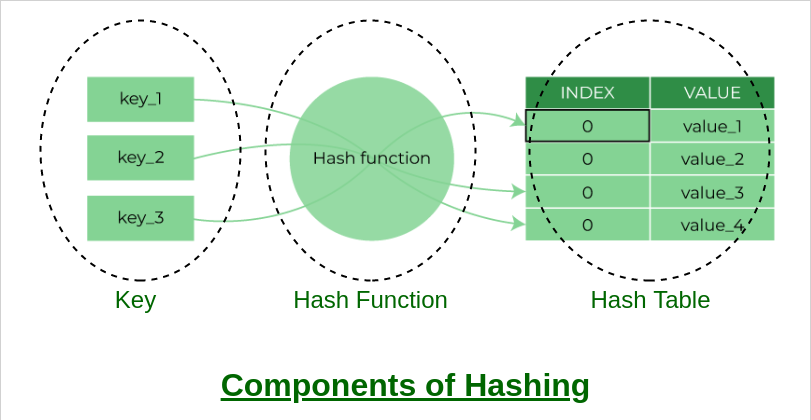 key_1
key_2
key_3
Hash function
INDEX VALUE
0 value_1
0 value_2
0 value_3
0 value_4
Key
Hash Function
Hash Table
Components of Hashing